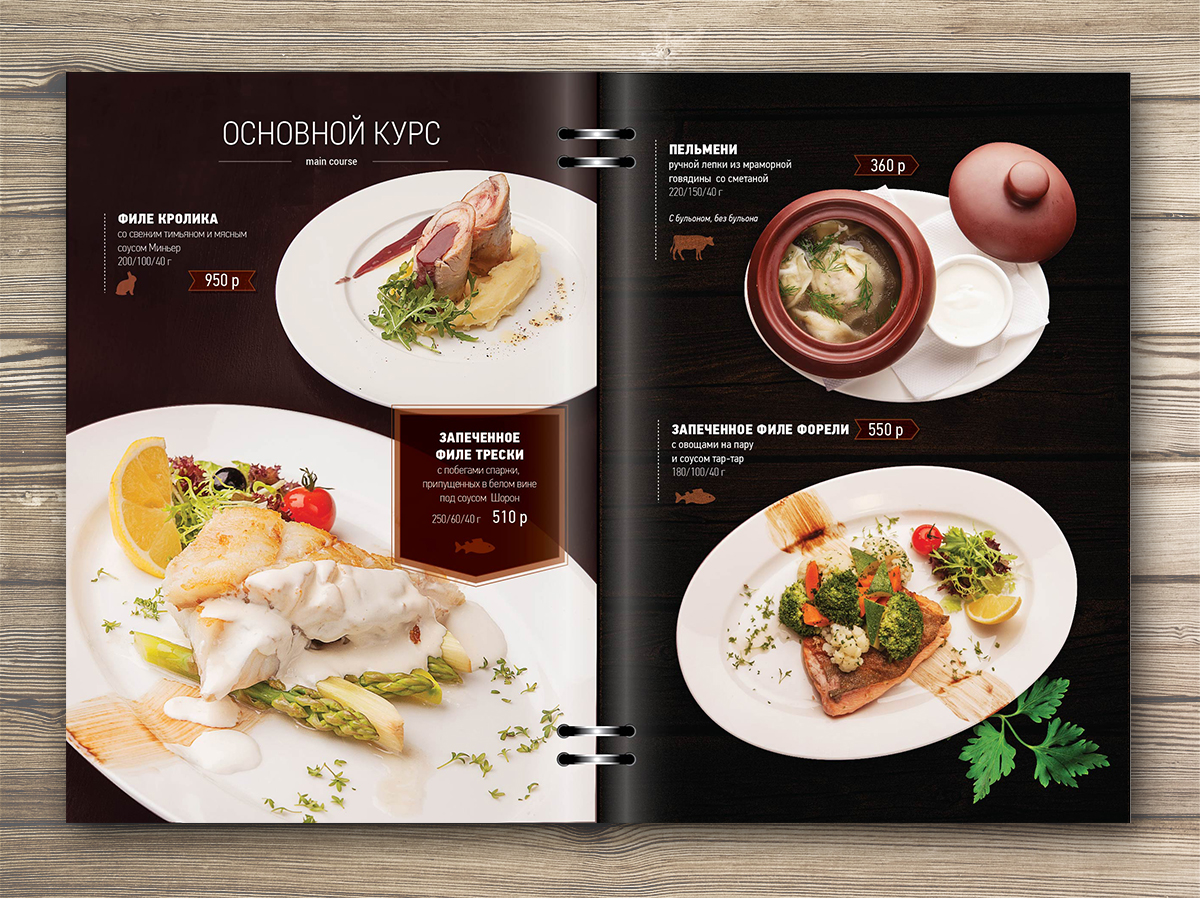 ОСНОВНОЙ КУРС
main course
ФИЛЕ КРОЛИКА
со свежим тимьяном и мясным
соусом Миньер
200/100/40 г
950 р
ЗАПЕЧЕННОЕ
ФИЛЕ ТРЕСКИ
с побегами спаржи,
припущенных в белом вине
под соусом Шорон
250/60/40 г 510 р
ПЕЛЬМЕНИ
ручной лепки из мраморной
говядины со сметаной
220/150/40 г
360 р
С бульоном, без бульона
ЗАПЕЧЕННОЕ ФИЛЕ ФОРЕЛИ 550 р
с овощами на пару
и соусом тар-тар
180/100/40 г